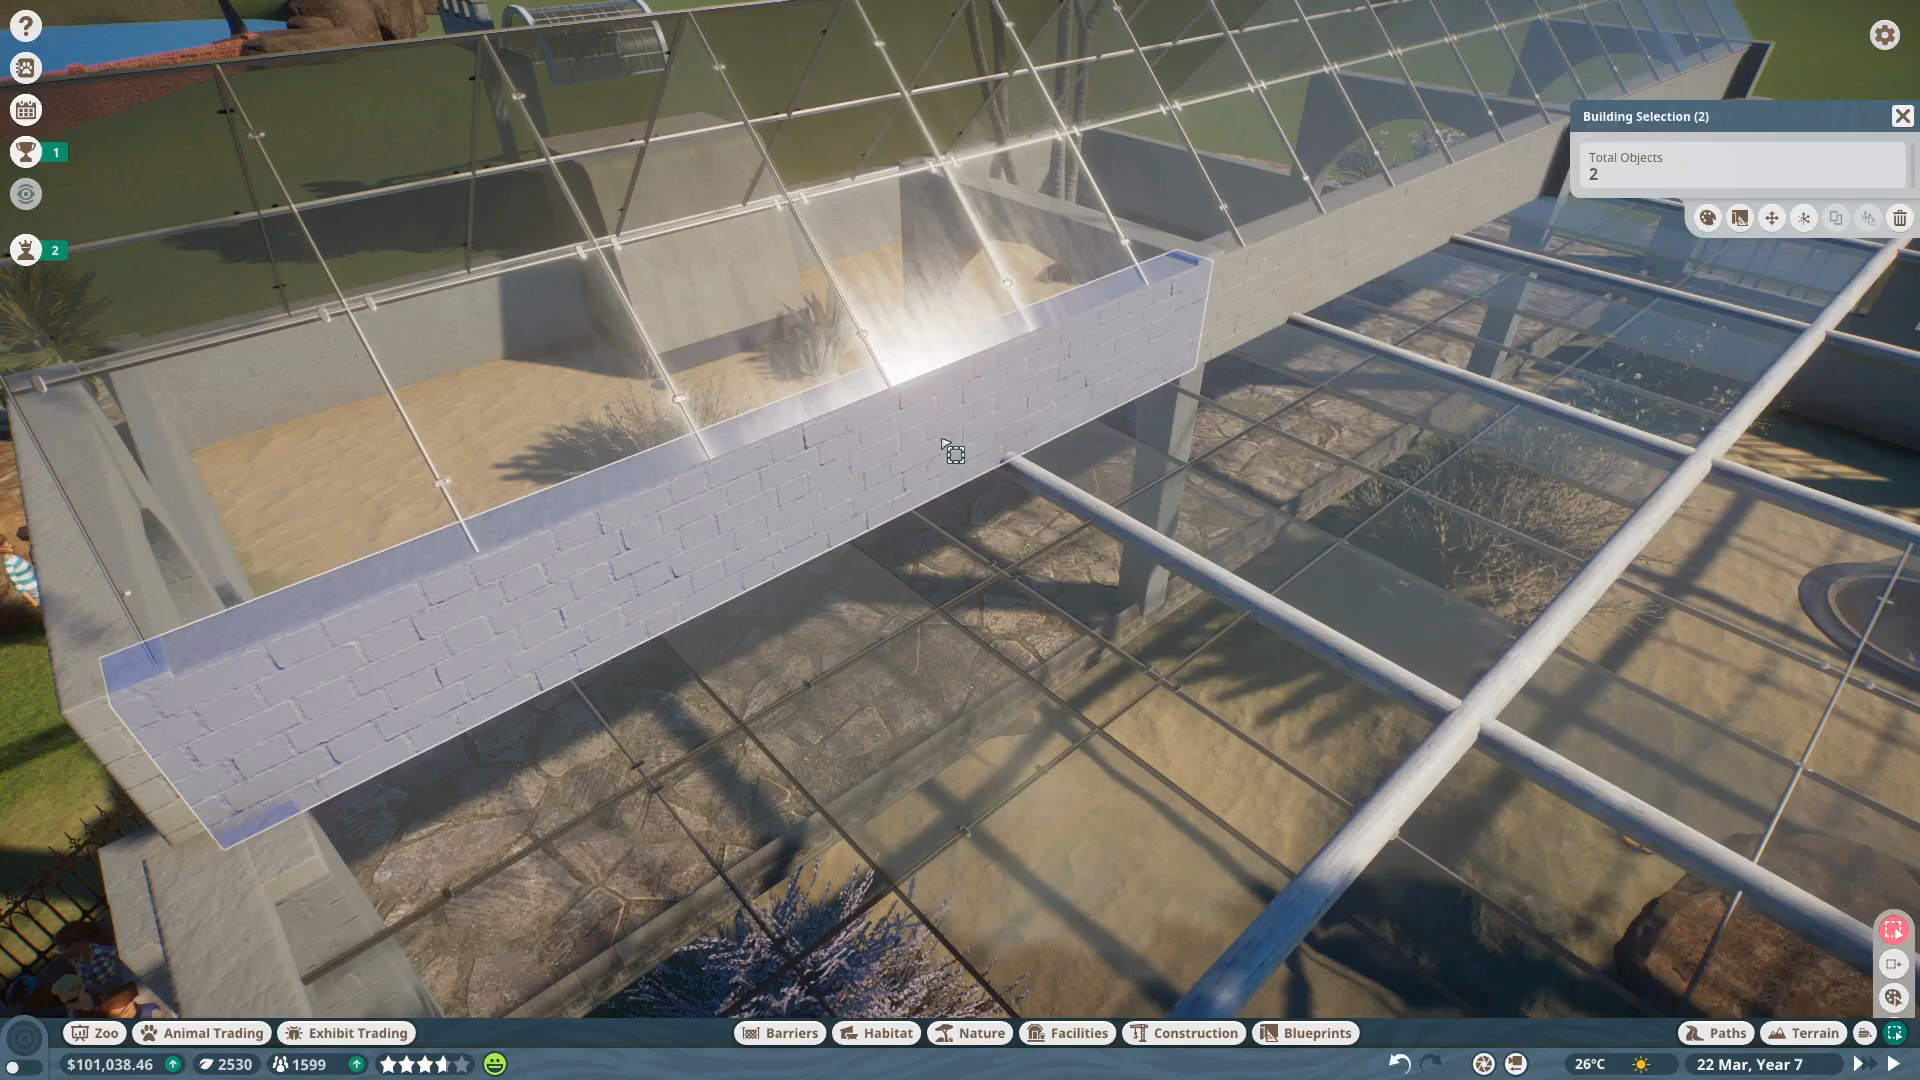 ?
1
2
Building Selection (2)
Total Objects
2
Zoo
Animal Trading
Exhibit Trading
Barriers
Habitat
Nature
Facilities
Construction
Blueprints
Paths
Terrain
$101,038.46
2530
1599
26°C
22 Mar, Year 7